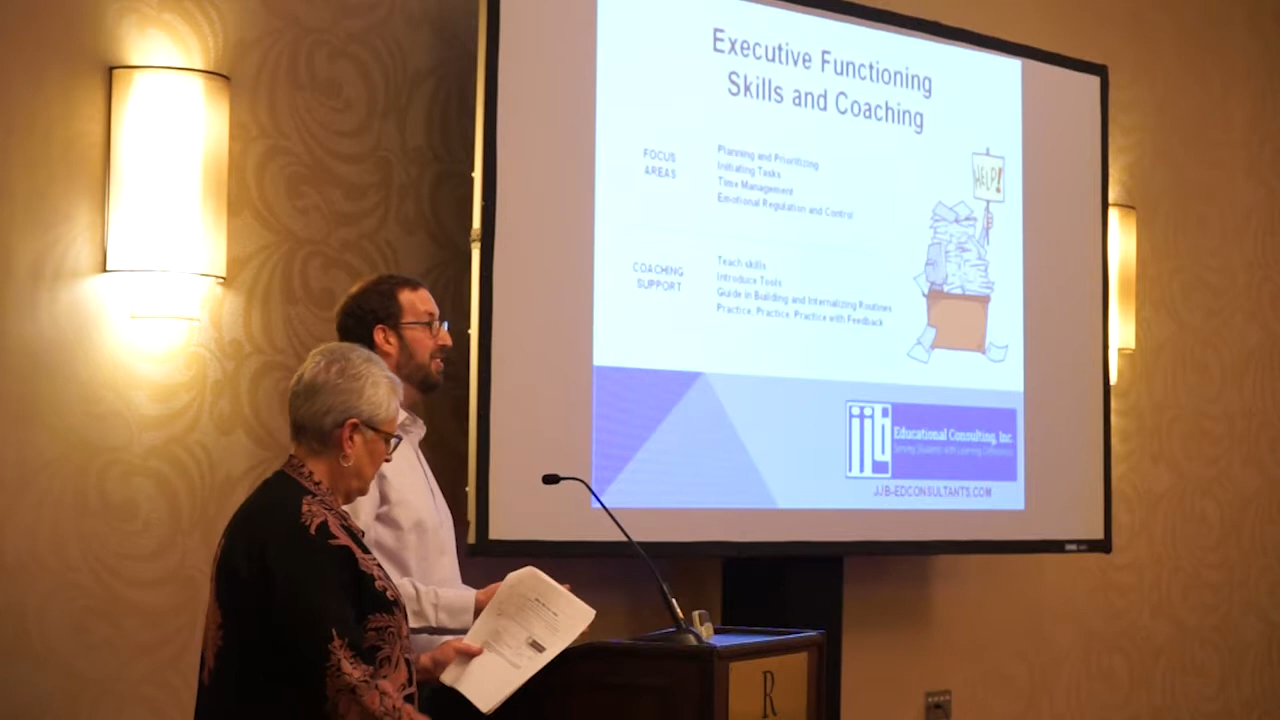 Executive Functioning
Skills and Coaching
FOCUS
AREAS
Planning and Prioritizing
Initiating Tasks
Time Management
Emotional Regulation and Control
HELP!
COACHING
SUPPORT
Teach skills
Introduce Tools
Guide in Building and Internalizing Routines
Practice, Practice, Practice with Feedback
jjb
Educational Consulting, Inc.
Serving Students with Learning Differences
JJB-EDCONSULTANTS.COM
R